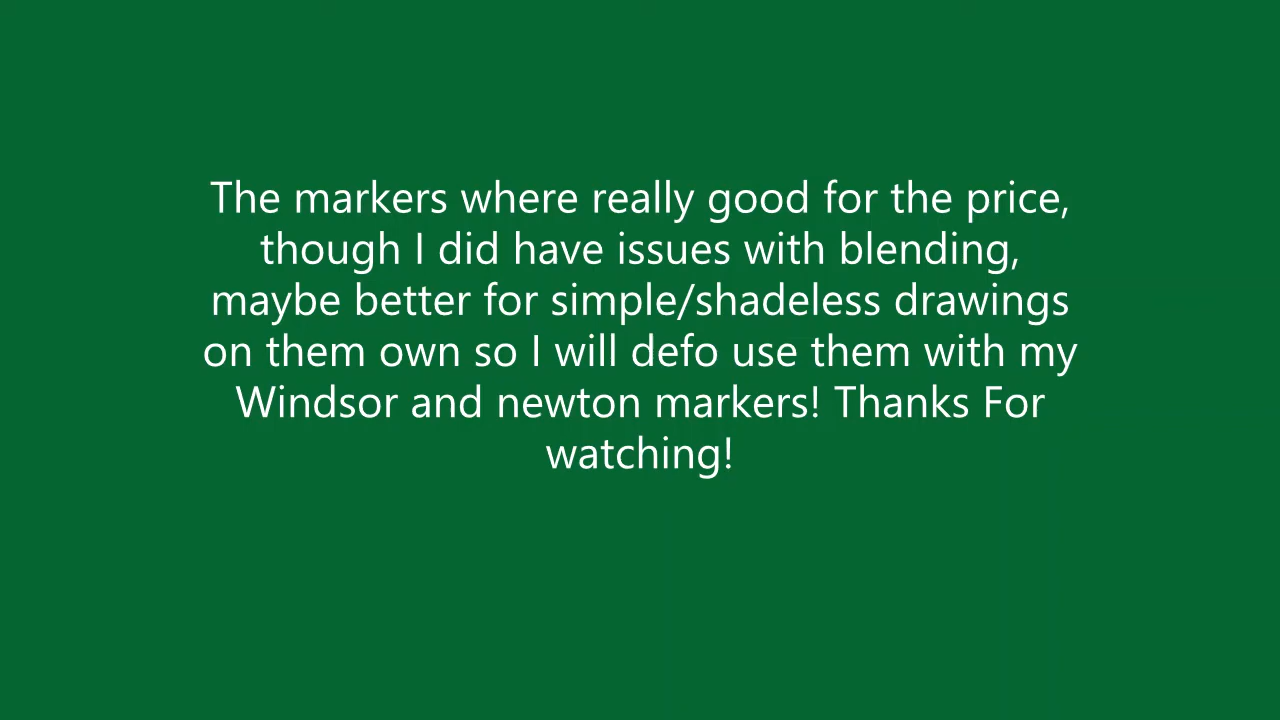 The markers where really good for the price,
though I did have issues with blending,
maybe better for simple/shadeless drawings
on them own so I will defo use them with my
Windsor and newton markers! Thanks For
watching!